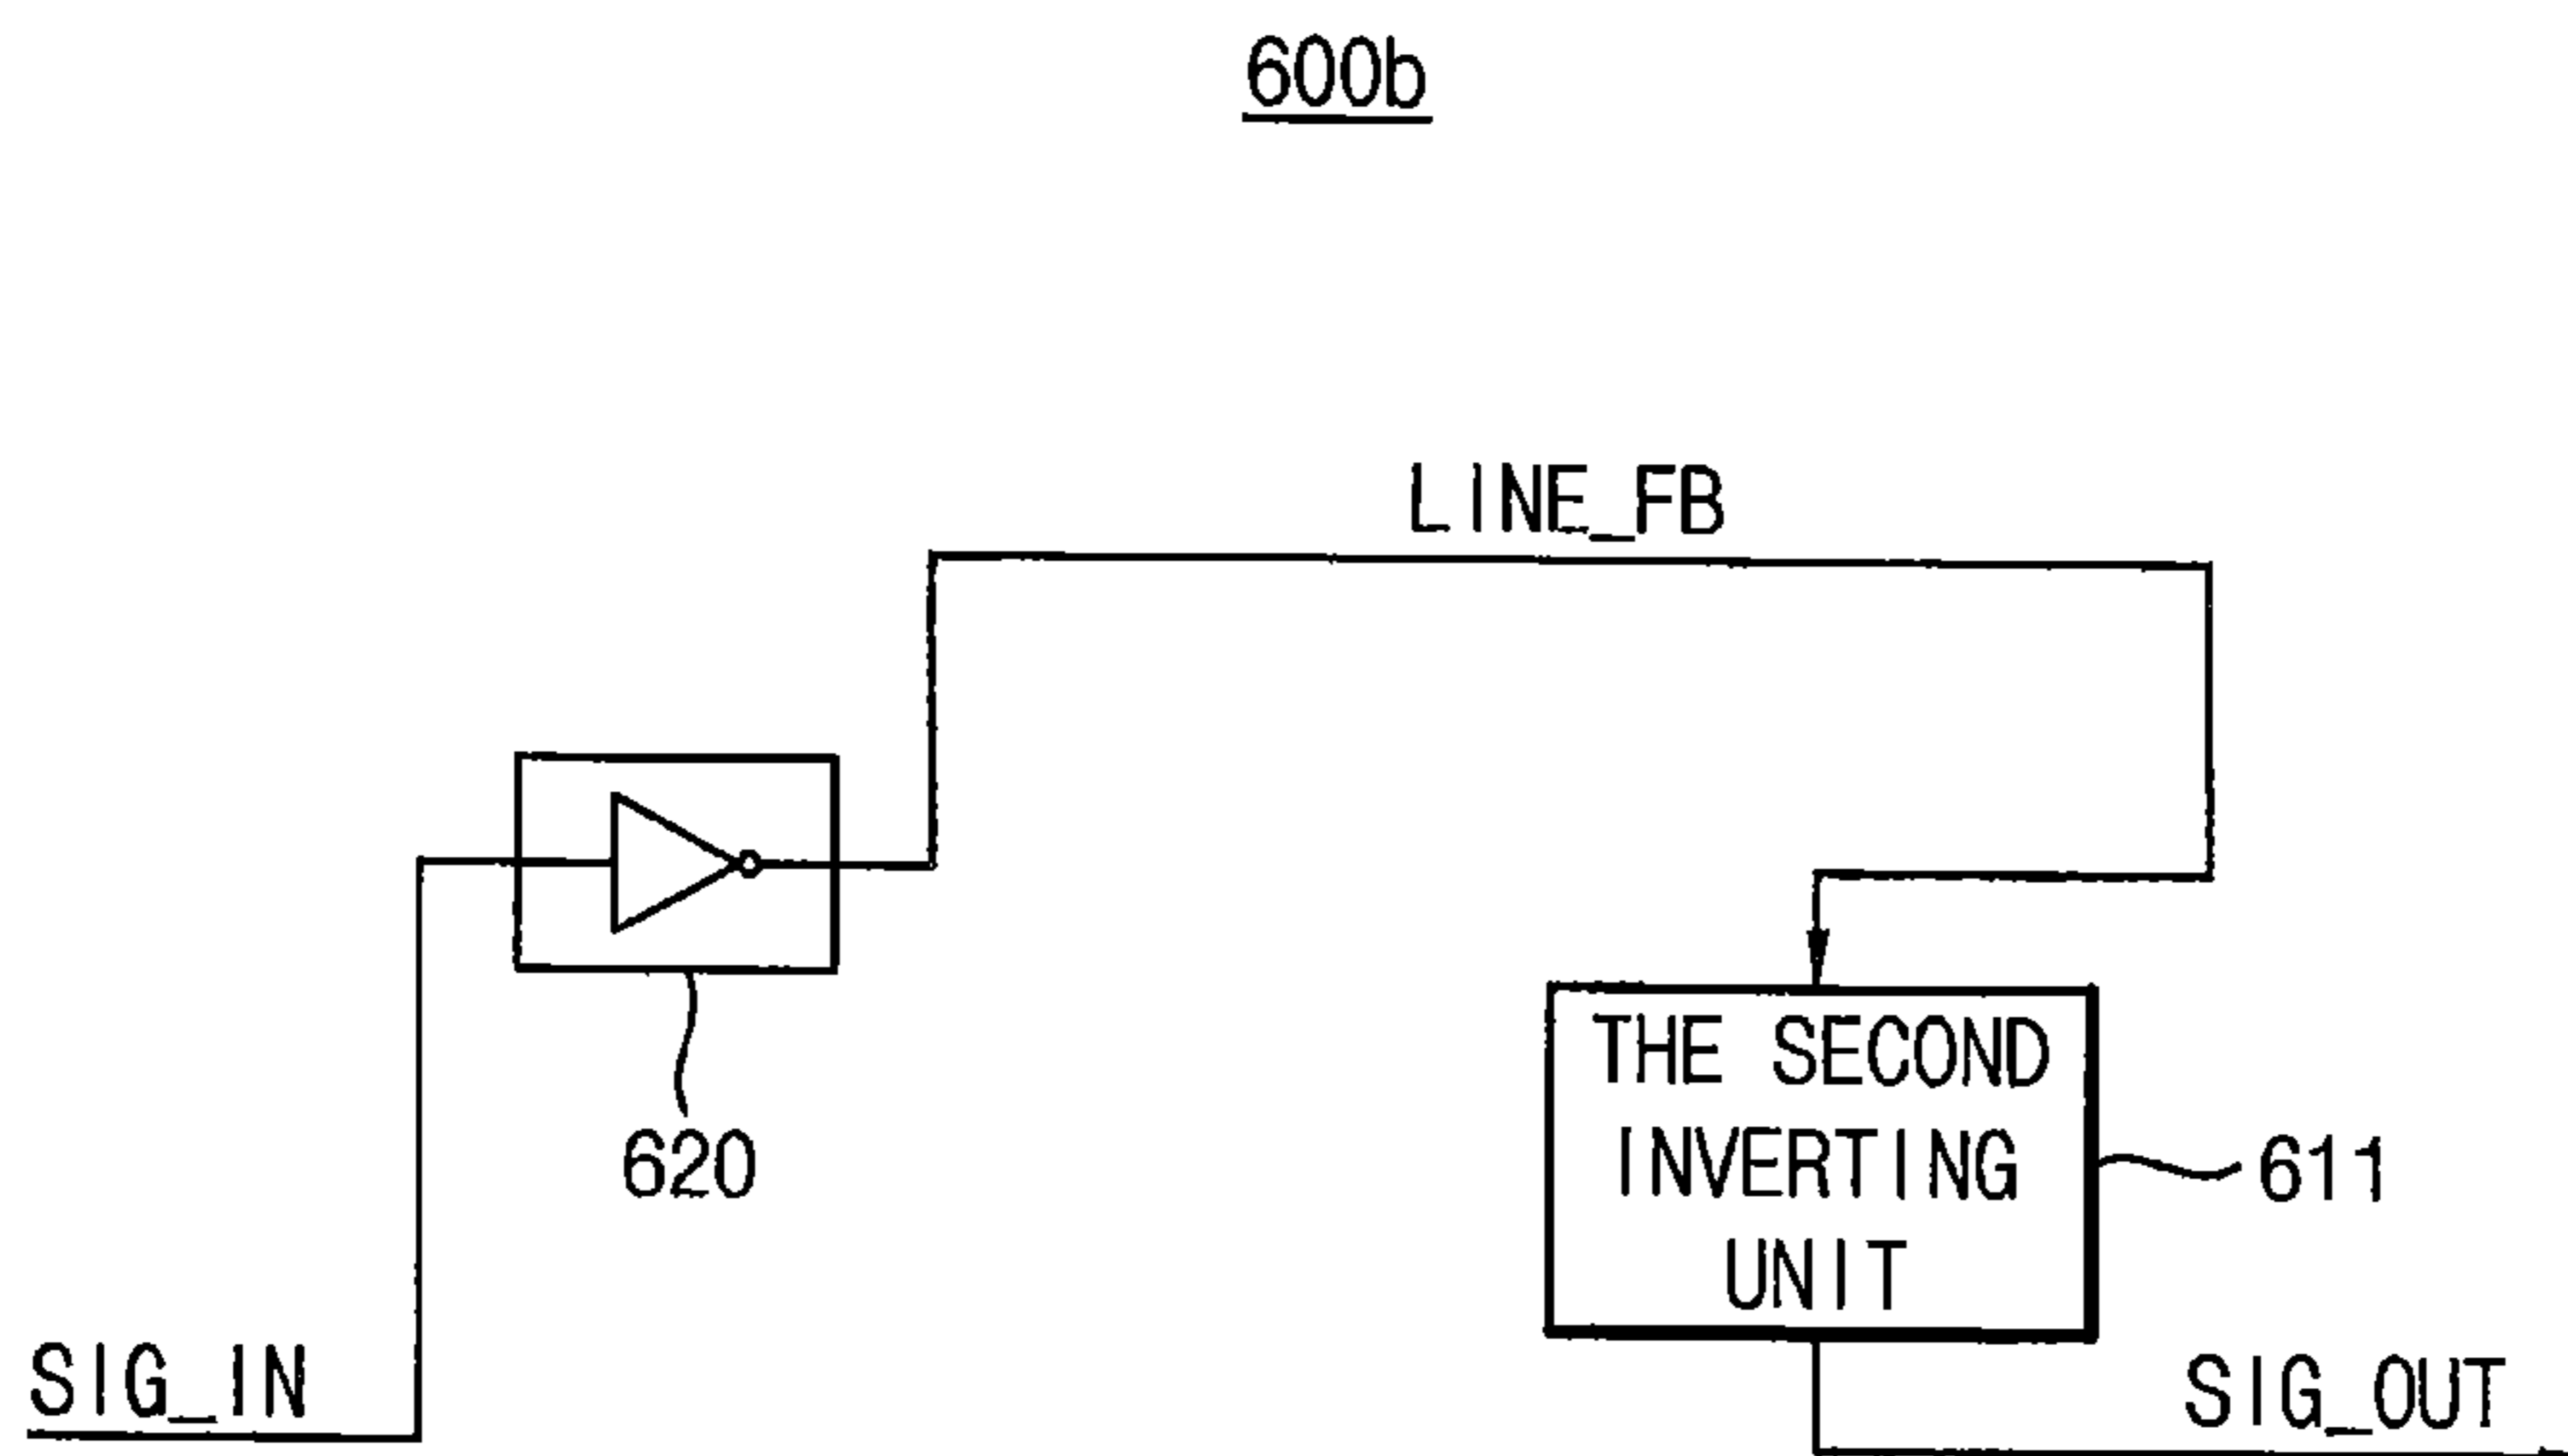 600b
LINE_FB
620
THE SECOND
INVERTING
UNIT
611
SIG_IN
SIG_OUT